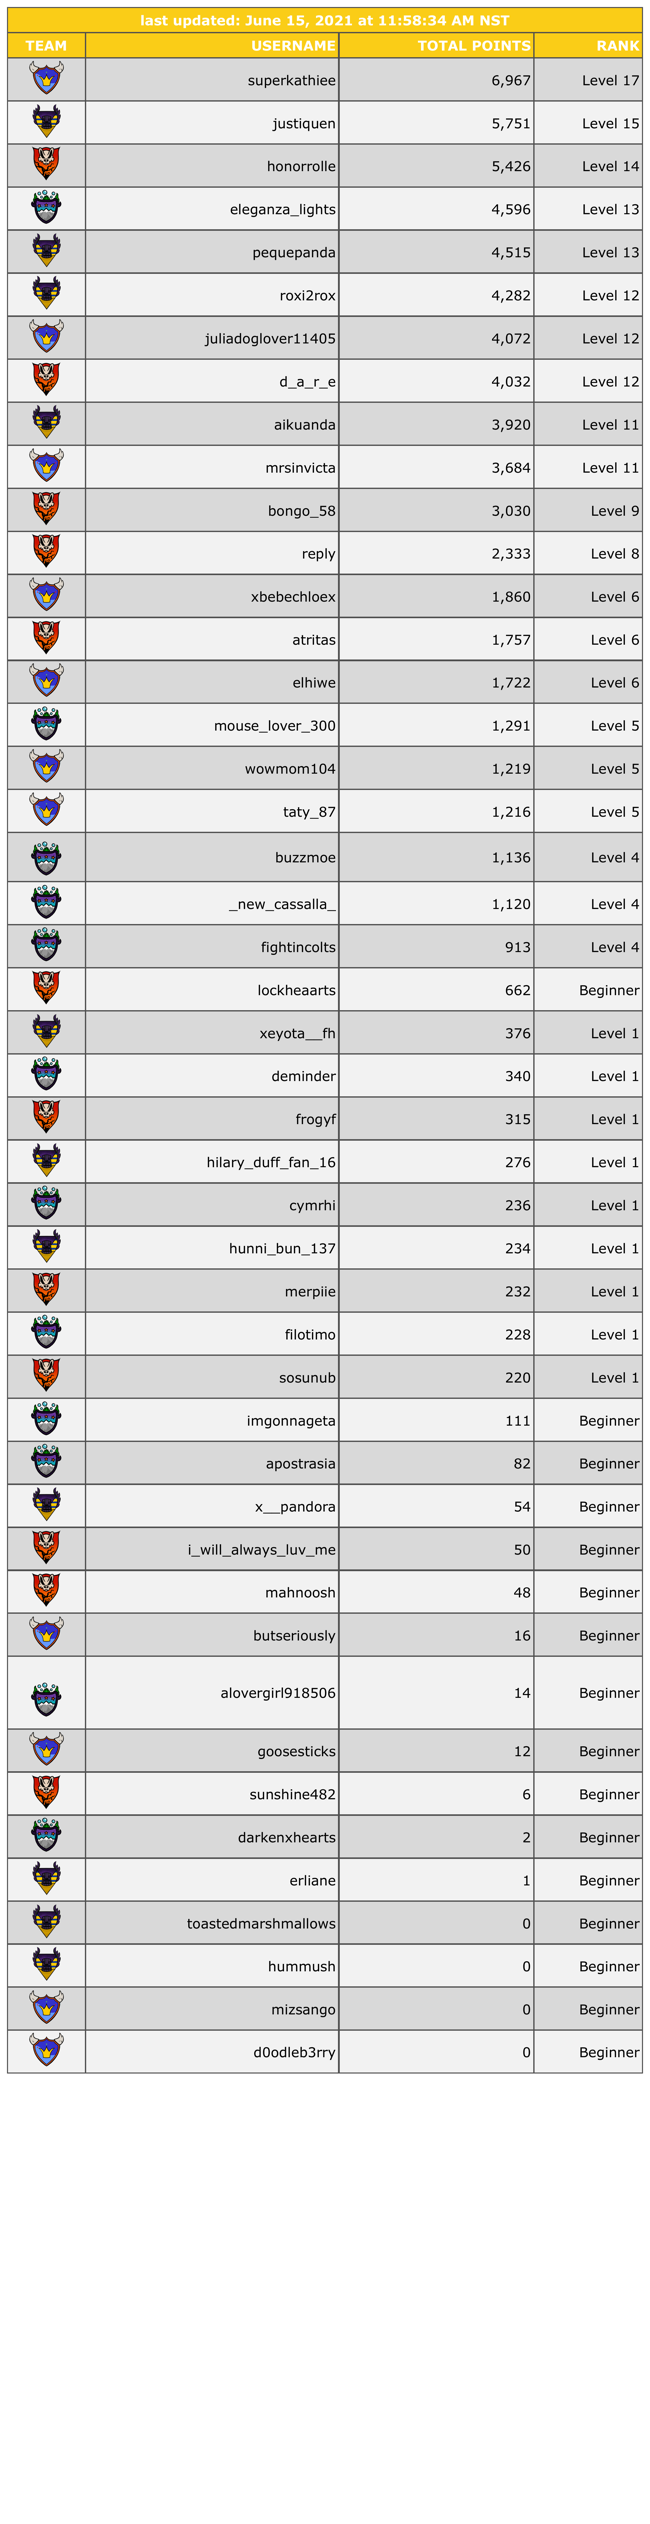 last updated: June 15, 2021 at 11:58:34 AM NST
TEAM USERNAME TOTAL POINTS RANK
superkathiee 6,967 Level 17
justiquen 5,751 Level 15
honorrolle 5,426 Level 14
eleganza_lights 4,596 Level 13
pequepanda 4,515 Level 13
roxi2rox 4,282 Level 12
juliadoglover11405 4,072 Level 12
d_a_r_e 4,032 Level 12
aikuanda 3,920 Level 11
mrsinvicta 3,684 Level 11
bongo_58 3,030 Level 9
reply 2,333 Level 8
xbebechloex 1,860 Level 6
atritas 1,757 Level 6
elhiwe 1,722 Level 6
mouse_lover_300 1,291 Level 5
wowmom104 1,219 Level 5
taty_87 1,216 Level 5
buzzmoe 1,136 Level 4
_new_cassalla_ 1,120 Level 4
fightincolts 913 Level 4
lockheaarts 662 Beginner
xeyota__fh 376 Level 1
deminder 340 Level 1
frogyf 315 Level 1
hilary_duff_fan_16 276 Level 1
cymrhi 236 Level 1
hunni_bun_137 234 Level 1
merpiie 232 Level 1
filotimo 228 Level 1
sosunub 220 Level 1
imgonnageta 111 Beginner
apostrasia 82 Beginner
x__pandora 54 Beginner
i_will_always_luv_me 50 Beginner
mahnoosh 48 Beginner
butseriously 16 Beginner
alovergirl918506 14 Beginner
goosesticks 12 Beginner
sunshine482 6 Beginner
darkenxhearts 2 Beginner
erliane 1 Beginner
toastedmarshmallows 0 Beginner
hummush 0 Beginner
mizsango 0 Beginner
d0odleb3rry 0 Beginner